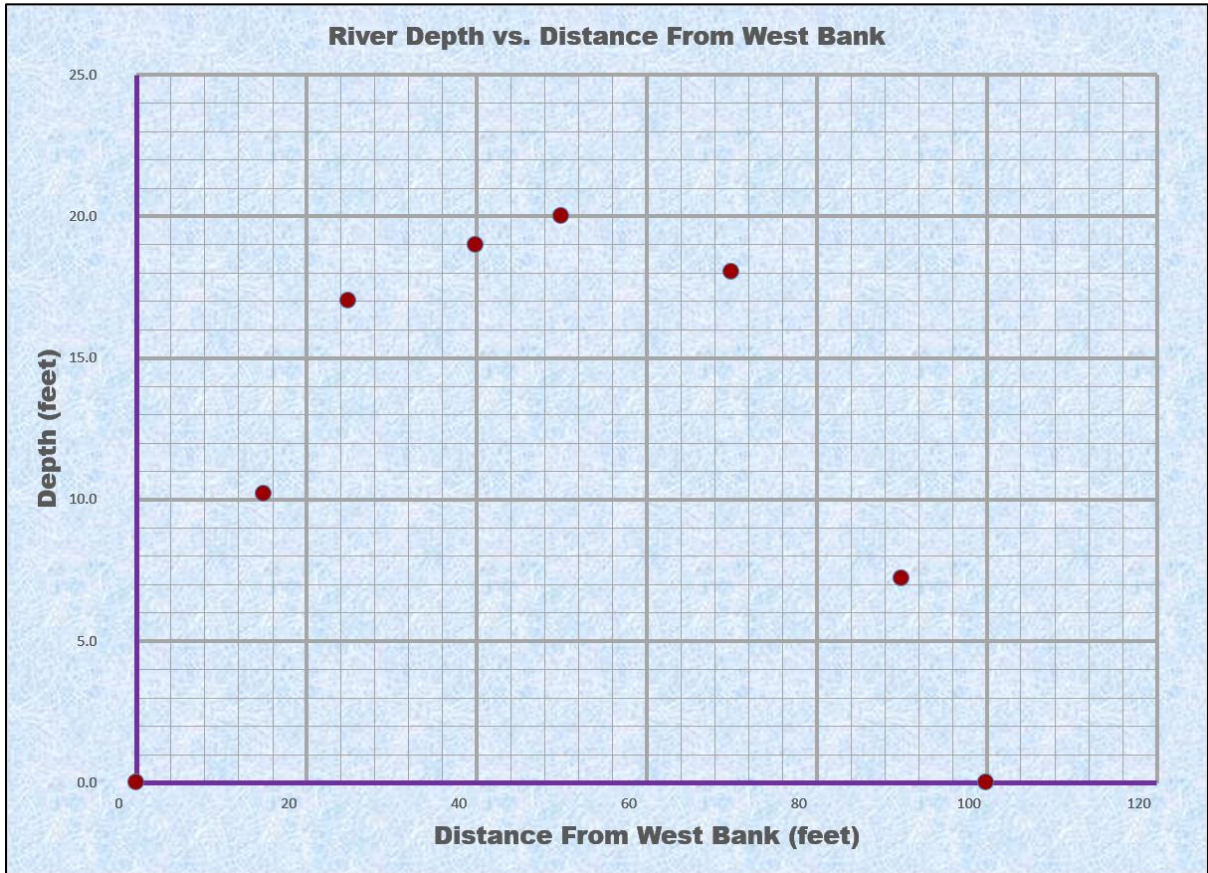 River Depth vs. Distance From West Bank
25.0
20.0
15.0
10.0
5.0
0.0
Depth (feet)
0 20 40 60 80 100 120
Distance From West Bank (feet)